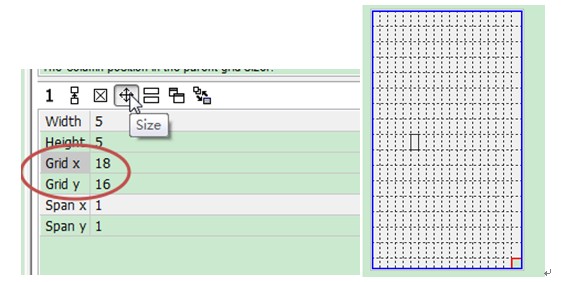 The Column position in the parent grid sizer.
1
Size
Width 5
Height 5
Grid x 18
Grid y 16
Span x 1
Span y 1